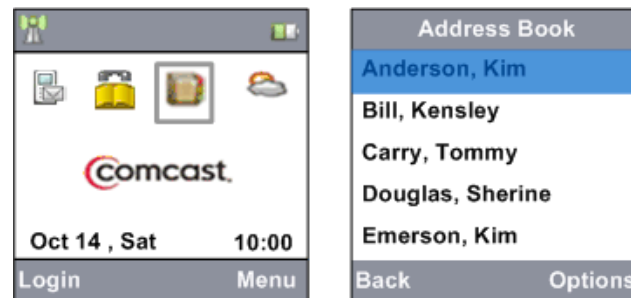 Comcast.
Oct 14 , Sat 10:00
Login Menu
Address Book
Anderson, Kim
Bill, Kensley
Carry, Tommy
Douglas, Sherine
Emerson, Kim
Back Options